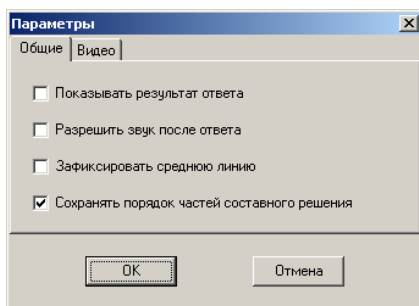 Параметры
Общие Видео
Показывать результат ответа
Разрешить звук после ответа
Зафиксировать среднюю линию
Сохранять порядок частей составного решения
OK Отмена